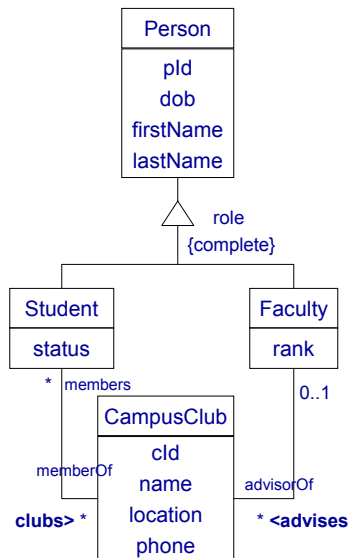 Person
pId
dob
firstName
lastName
role
{complete}
Student
status
Faculty
rank
* members
0..1
CampusClub
cId
name
location
phone
memberOf
advisorOf
clubs> *
* <advises